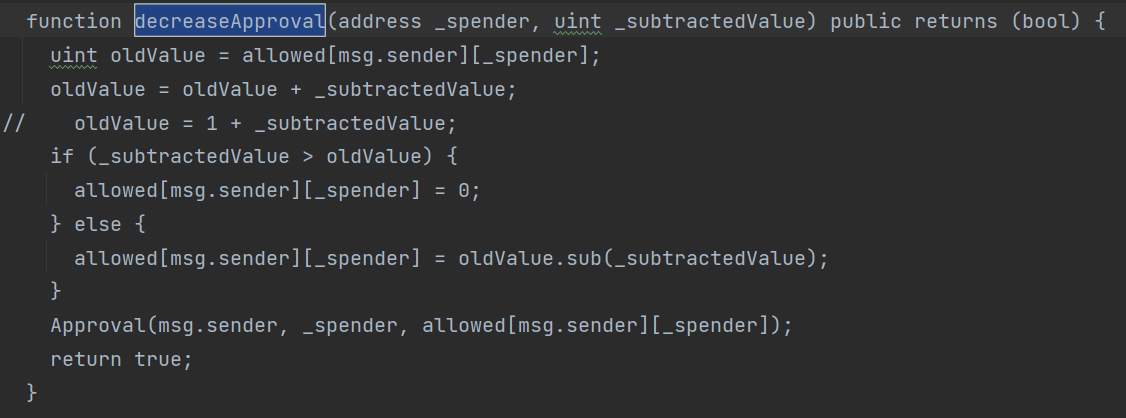 function decreaseApproval(address _spender, uint _subtractedValue) public returns (bool) {
uint oldValue = allowed[msg.sender][_spender];
oldValue = oldValue + _subtractedValue;
// oldValue = 1 + _subtractedValue;
if (_subtractedValue > oldValue) {
allowed[msg.sender][_spender] = 0;
} else {
allowed[msg.sender][_spender] = oldValue.sub(_subtractedValue);
}
Approval(msg.sender, _spender, allowed[msg.sender][_spender]);
return true;
}